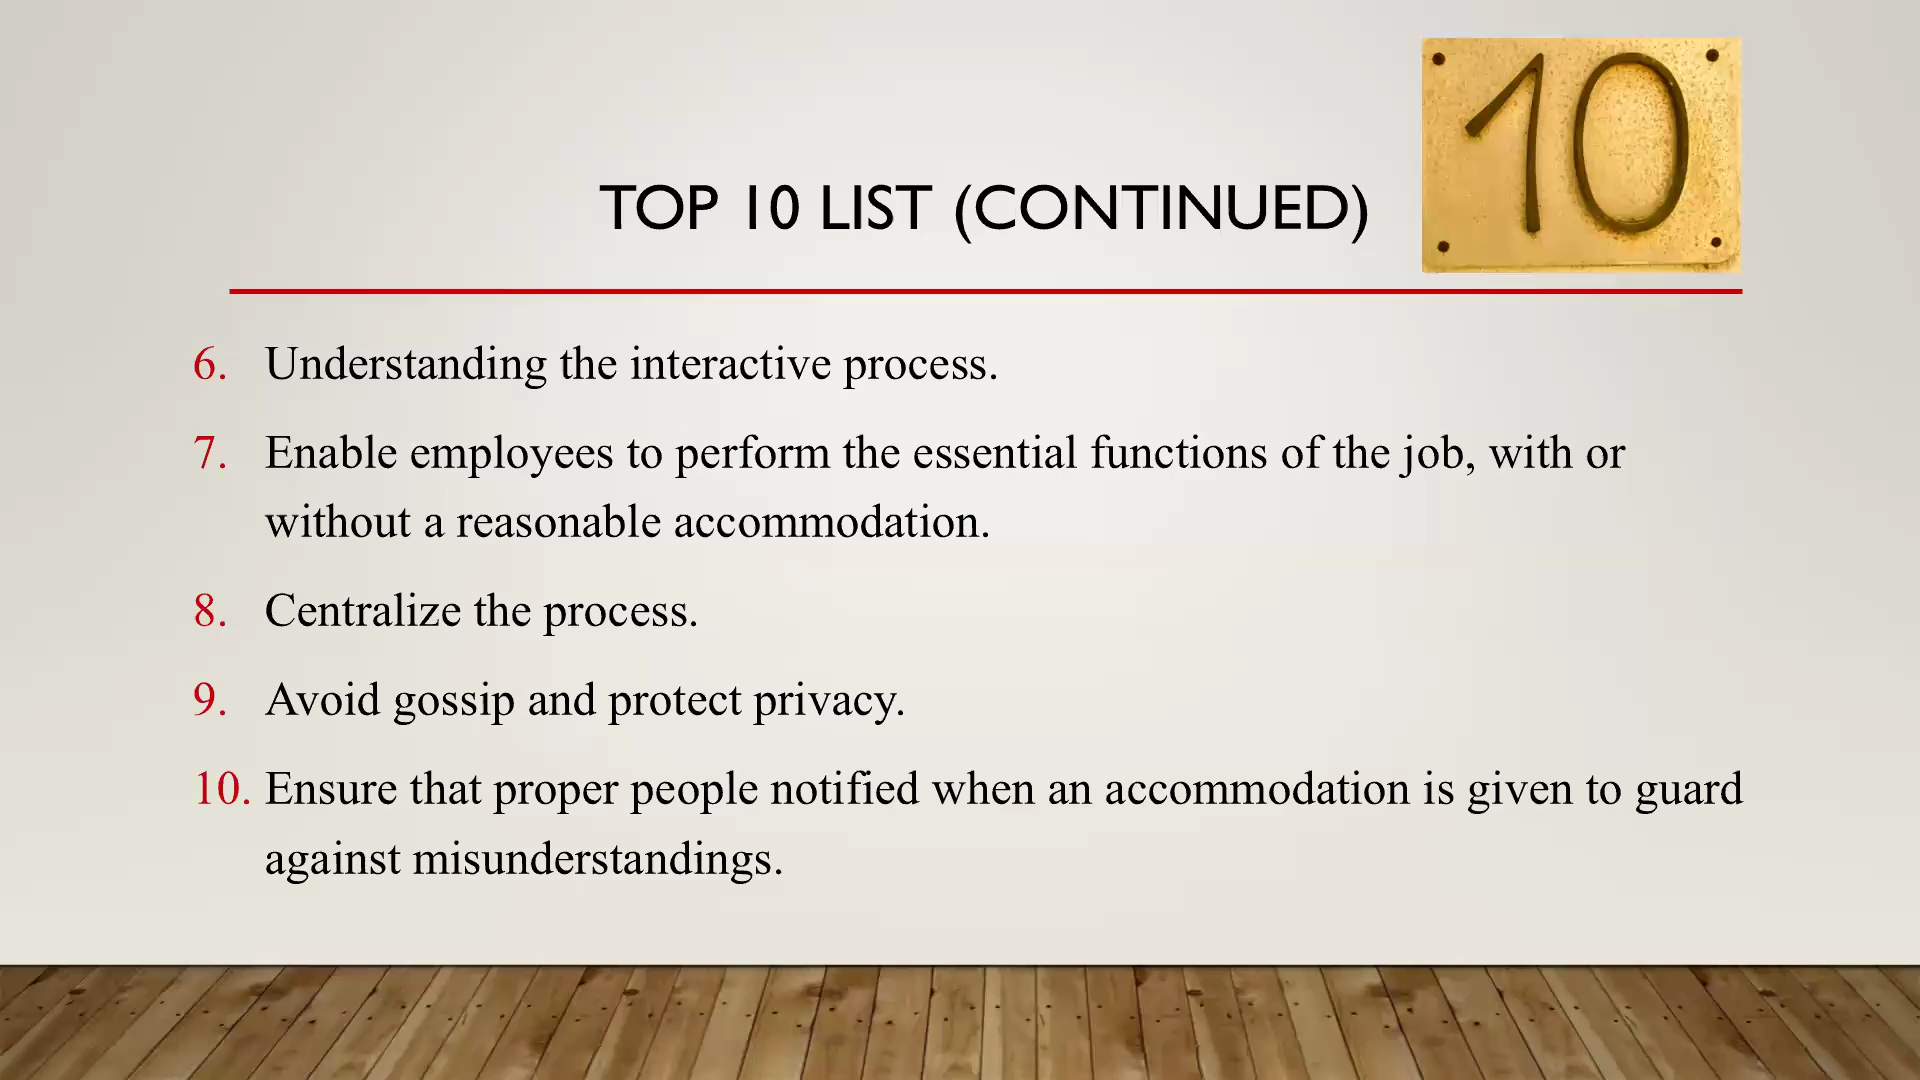 10
TOP 10 LIST (CONTINUED)
6. Understanding the interactive process.
7. Enable employees to perform the essential functions of the job, with or
without a reasonable accommodation.
8. Centralize the process.
9. Avoid gossip and protect privacy.
10. Ensure that proper people notified when an accommodation is given to guard
against misunderstandings.